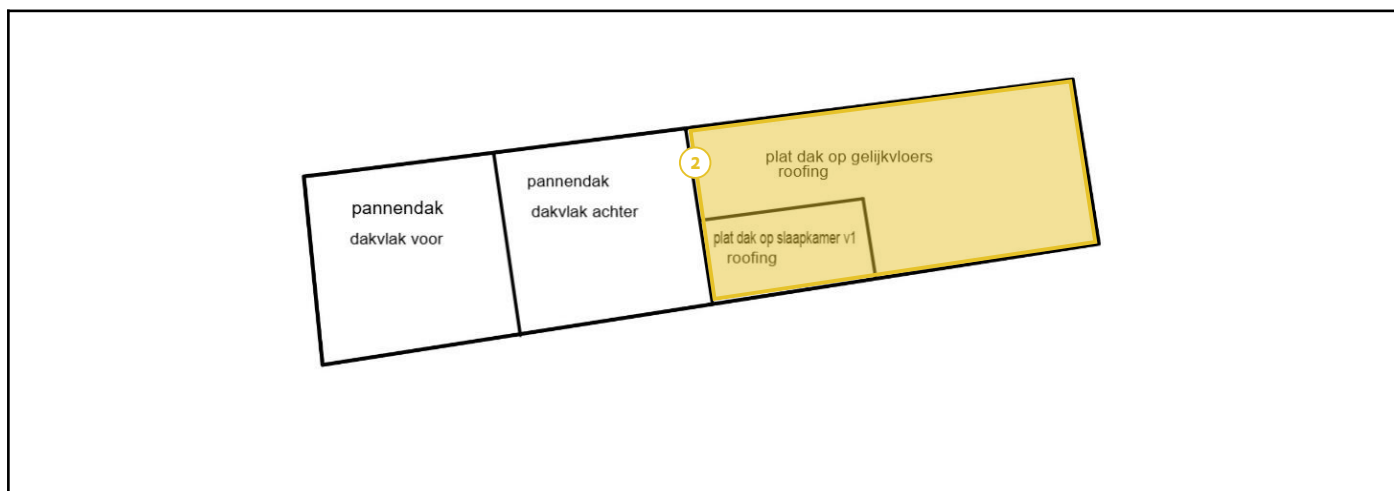 pannendak
dakvlak voor
pannendak
dakvlak achter
2
plat dak op gelijkvloers
roofing
plat dak op slaapkamer v1
roofing